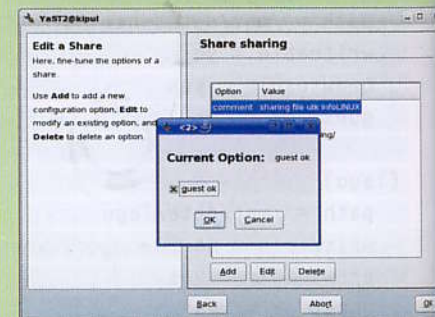 YaST2@kipul
Edit a Share
Here, fine-tune the options of a
share.
Use Add to add a new
configuration option, Edit to
modify an existing option, and
Delete to delete an option.
Share sharing
Option Value
comment sharing file utk infoLINUX
<2>
Current Option: guest ok
guest ok
OK Cancel
Add Edit Delete
Back Abort